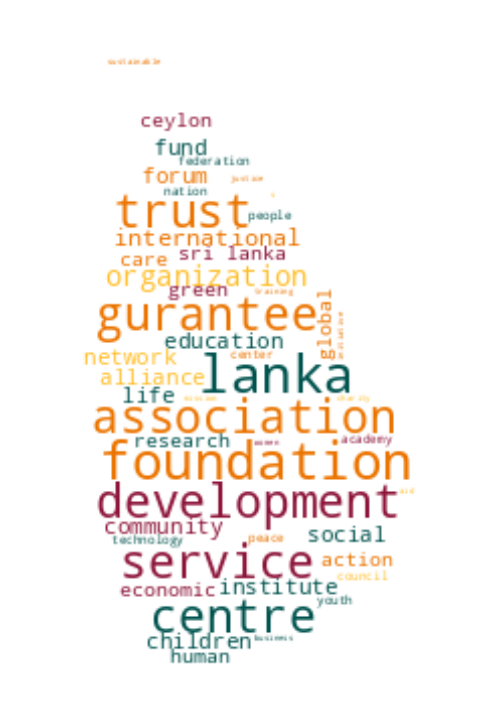 sustainable
ceylon
fund
federation
forum justice
nation
trust people
international
care sri lanka
organization
green training
gurantee global initiative
education
network center
alliance lanka
life mission charity
association
research women academy
foundation
development aid
community
technology peace social
service action
council
economic institute
youth
centre
children business
human